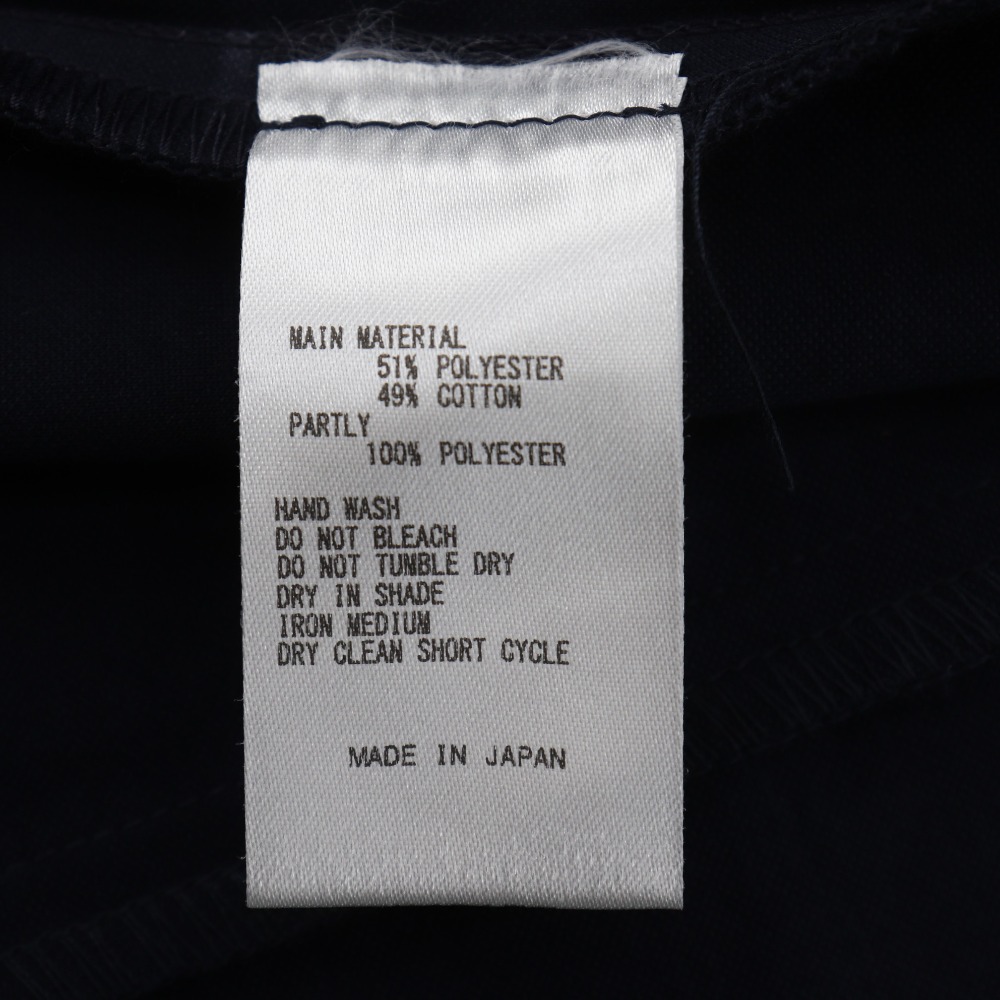 MAIN MATERIAL
51% POLYESTER
49% COTTON
PARTLY
100% POLYESTER
HAND WASH
DO NOT BLEACH
DO NOT TUMBLE DRY
DRY IN SHADE
IRON MEDIUM
DRY CLEAN SHORT CYCLE
MADE IN JAPAN